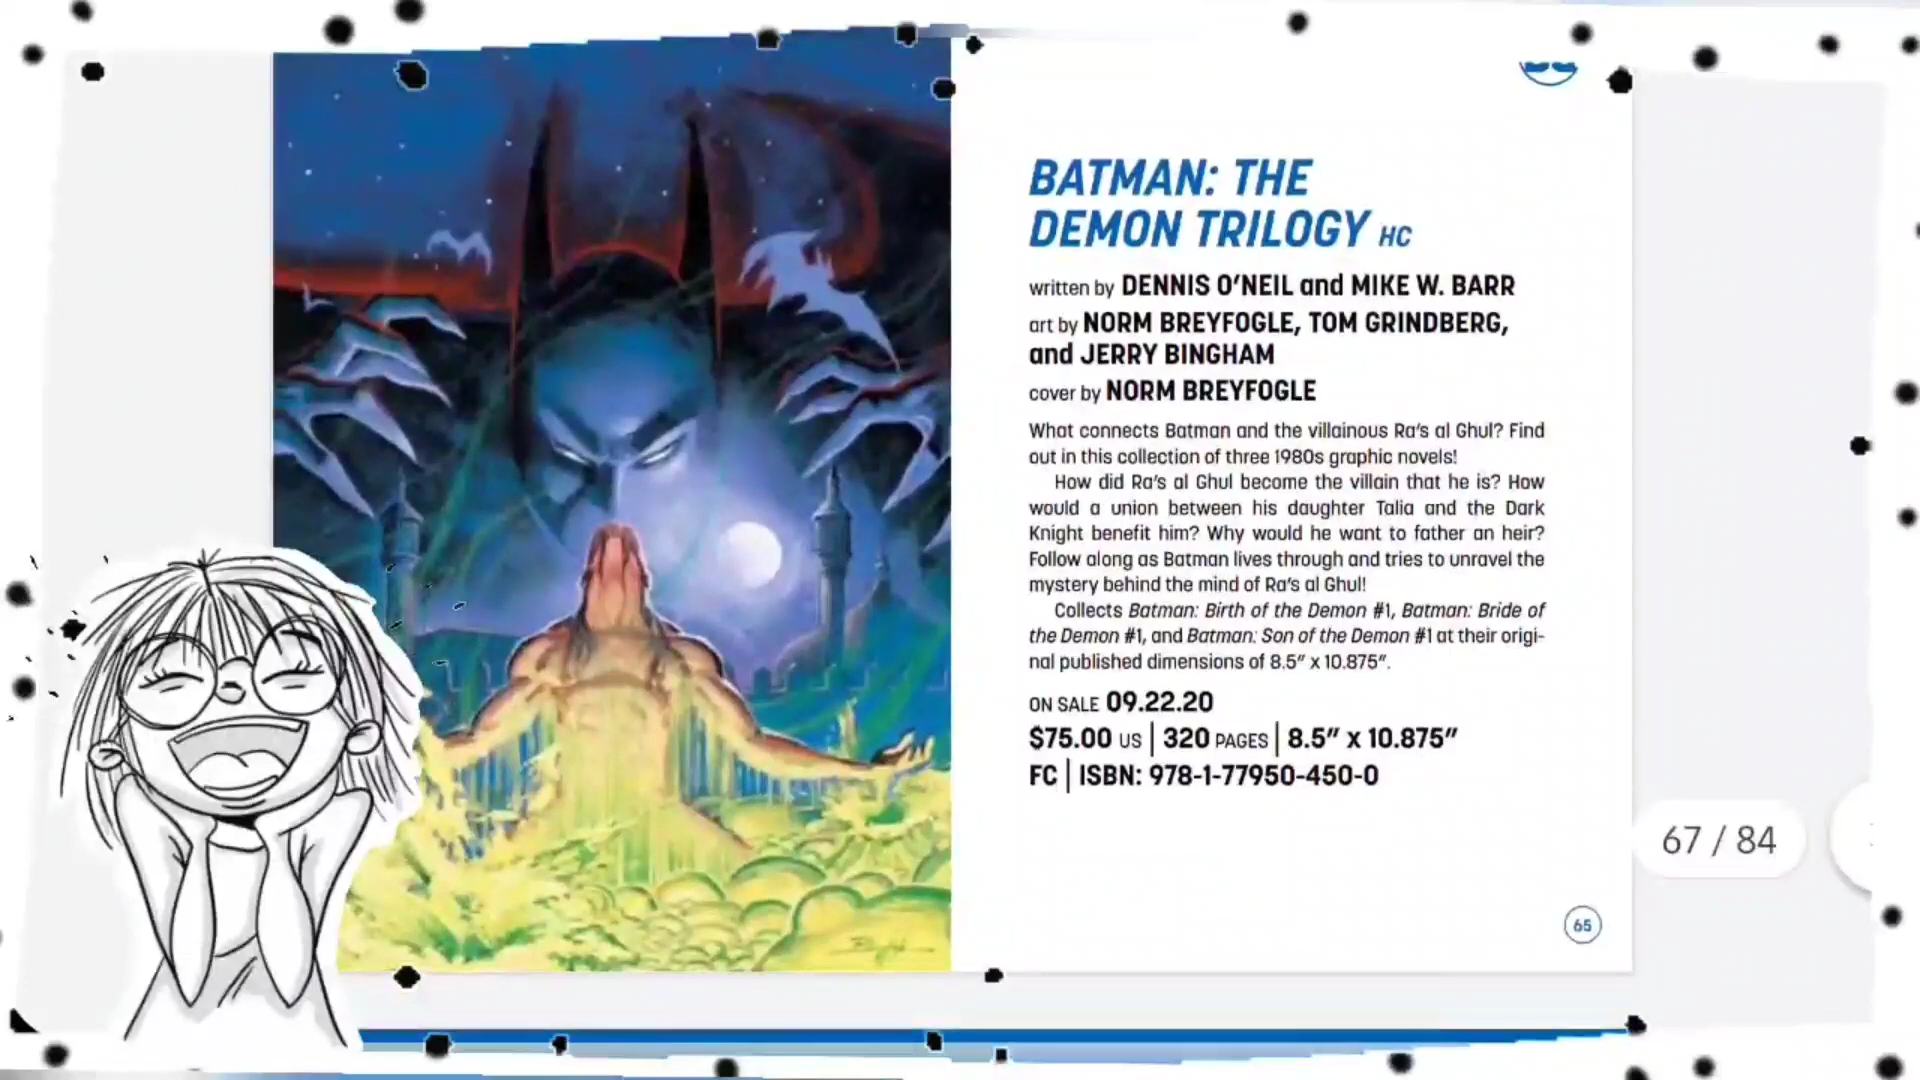 BATMAN: THE
DEMON TRILOGY HC
written by DENNIS O'NEIL and MIKE W. BARR
art by NORM BREYFOGLE, TOM GRINDBERG,
and JERRY BINGHAM
cover by NORM BREYFOGLE
What connects Batman and the villainous Ra's al Ghul? Find
out in this collection of three 1980s graphic novels!
How did Ra's al Ghul become the villain that he is? How
would a union between his daughter Talia and the Dark
Knight benefit him? Why would he want to father an heir?
Follow along as Batman lives through and tries to unravel the
mystery behind the mind of Ra's al Ghul!
Collects Batman: Birth of the Demon #1, Batman: Bride of
the Demon #1, and Batman: Son of the Demon #1 at their origi-
nal published dimensions of 8.5" x 10.875".
ON SALE 09.22.20
$75.00 US | 320 PAGES | 8.5" x 10.875"
FC | ISBN: 978-1-77950-450-0
67 / 84
65